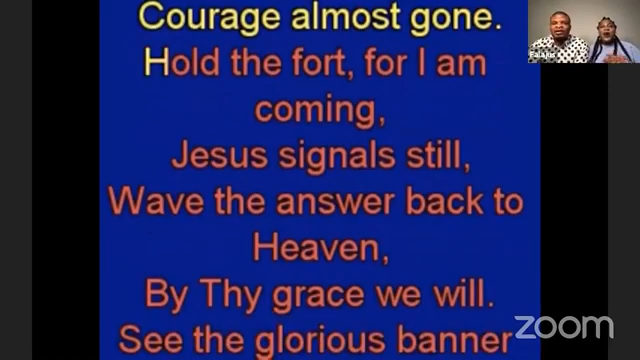 Courage almost gone.
Hold the fort, for I am
coming,
Jesus signals still,
Wave the answer back to
Heaven,
By Thy grace we will.
See the glorious banner
zoom